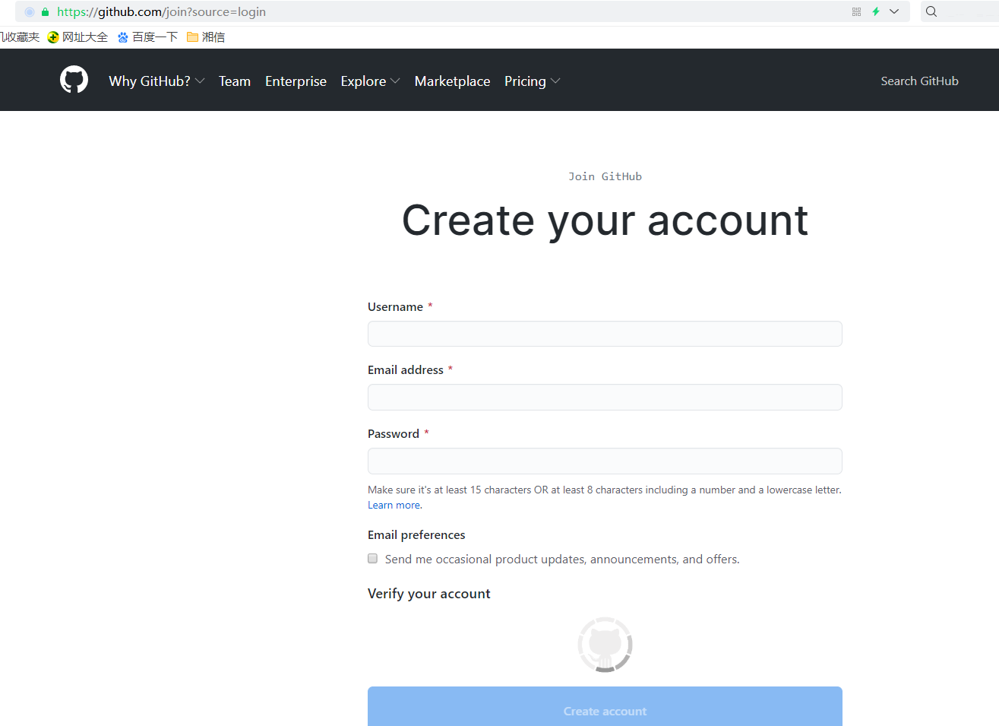 https://github.com/join?source=login
收藏夹 网址大全 百度一下 湘信
Why GitHub? Team Enterprise Explore Marketplace Pricing Search GitHub
Join GitHub
Create your account
Username *
Email address *
Password *
Make sure it's at least 15 characters OR at least 8 characters including a number and a lowercase letter.
Learn more.
Email preferences
Send me occasional product updates, announcements, and offers.
Verify your account
Create account